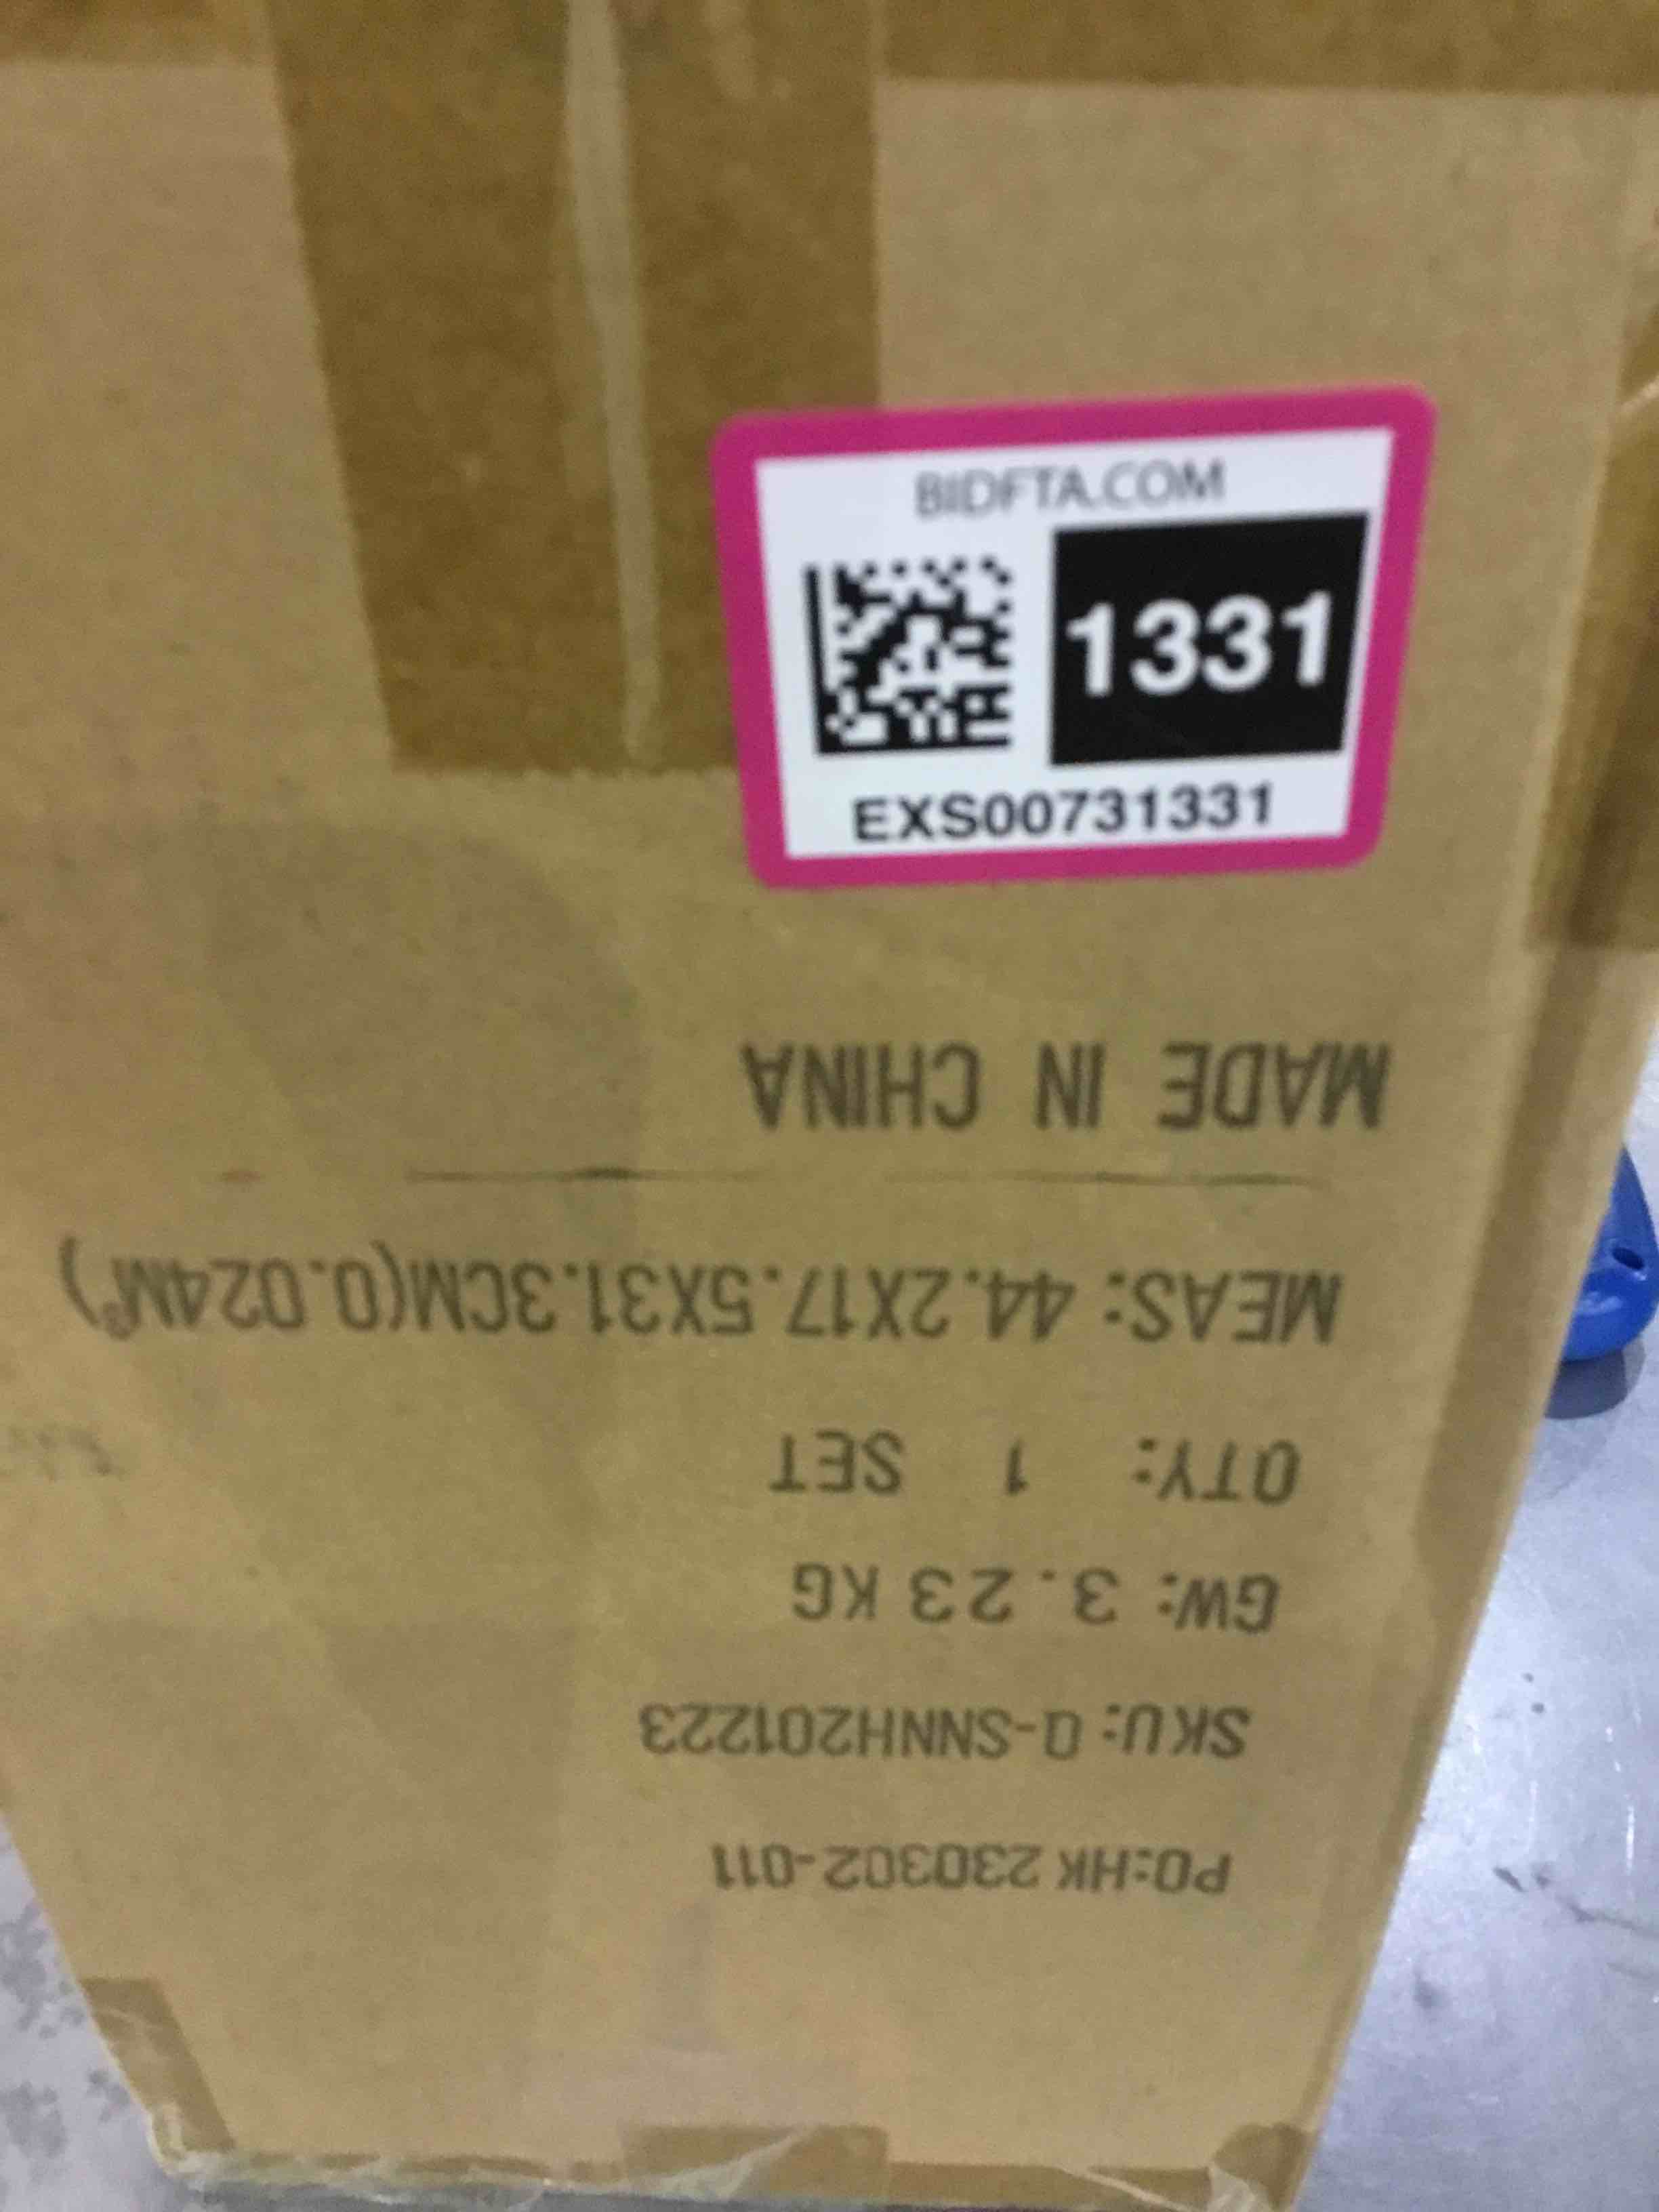 BIDFTA.COM
1331
EXS00731331
PO:HK 230302-011
SKU: Q-SNNH201223
GW: 3.23 KG
QTY: 1 SET
MEAS: 44.2X17.5X31.3CM(0.024M³)
MADE IN CHINA